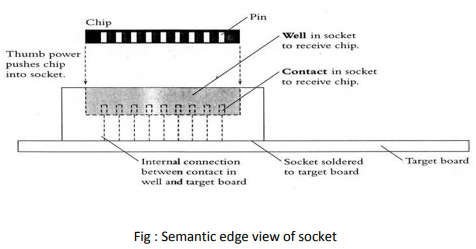 Chip
Pin
Thumb power
pushes chip
into socket.
Well in socket
to receive chip.
Contact in socket
to receive chip.
Internal connection
between contact in
well and target board
Socket soldered
to target board
Target board
Fig : Semantic edge view of socket